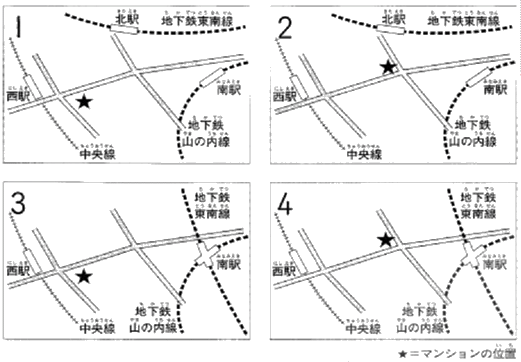 1
北駅
地下鉄東南線
西駅
南駅
地下鉄
山の内線
中央線
2
北駅
地下鉄東南線
西駅
南駅
地下鉄
山の内線
中央線
3
地下鉄
東南線
西駅
南駅
地下鉄
山の内線
中央線
4
地下鉄
東南線
西駅
南駅
地下鉄
山の内線
中央線
★=マンションの位置